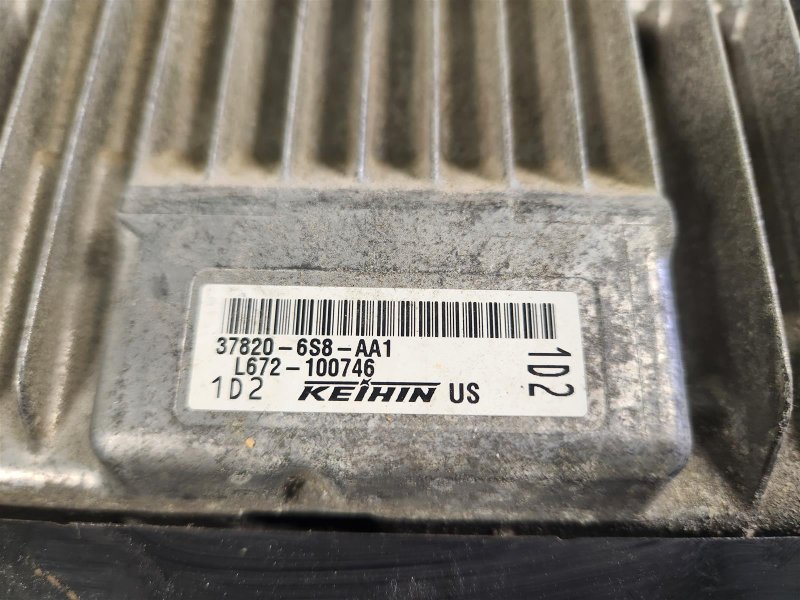 37820-6S8-AA1
L672-100746
1D2 KEIHIN US
1D2